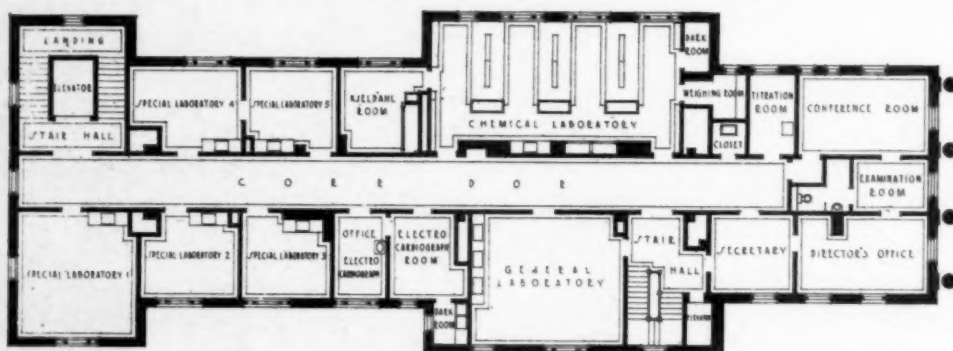 LANDING
ELEVATOR
STAIR HALL
SPECIAL LABORATORY 4
SPECIAL LABORATORY 5
KJELDAHL
ROOM
CHEMICAL LABORATORY
DARK
ROOM
WEIGHING ROOM
CLOSET
TITRATION
ROOM
CONFERENCE ROOM
CORRIDOR
EXAMINATION
ROOM
SPECIAL LABORATORY 1
SPECIAL LABORATORY 2
SPECIAL LABORATORY 3
OFFICE
ELECTRO
CARDIOGRAPH
ELECTRO
CARDIOGRAPH
ROOM
DARK
ROOM
GENERAL
LABORATORY
STAIR
HALL
ELEVATOR
SECRETARY
DIRECTOR'S OFFICE